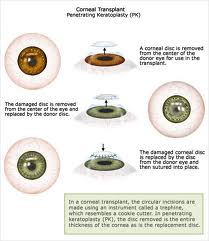 Corneal Transplant
Penetrating Keratoplasty (PK)
A corneal disc is removed
from the center of the
donor eye for use in
the transplant.
The damaged disc is removed
from the center of the eye and
replaced by the donor disc.
The damaged corneal disc
is replaced by the disc
from the donor eye and
then sutured into place.
In a corneal transplant, the circular incisions are
made using an instrument called a trephine,
which resembles a cookie cutter. In penetrating
keratoplasty (PK), the disc removed is the entire
thickness of the cornea as is the replacement disc.